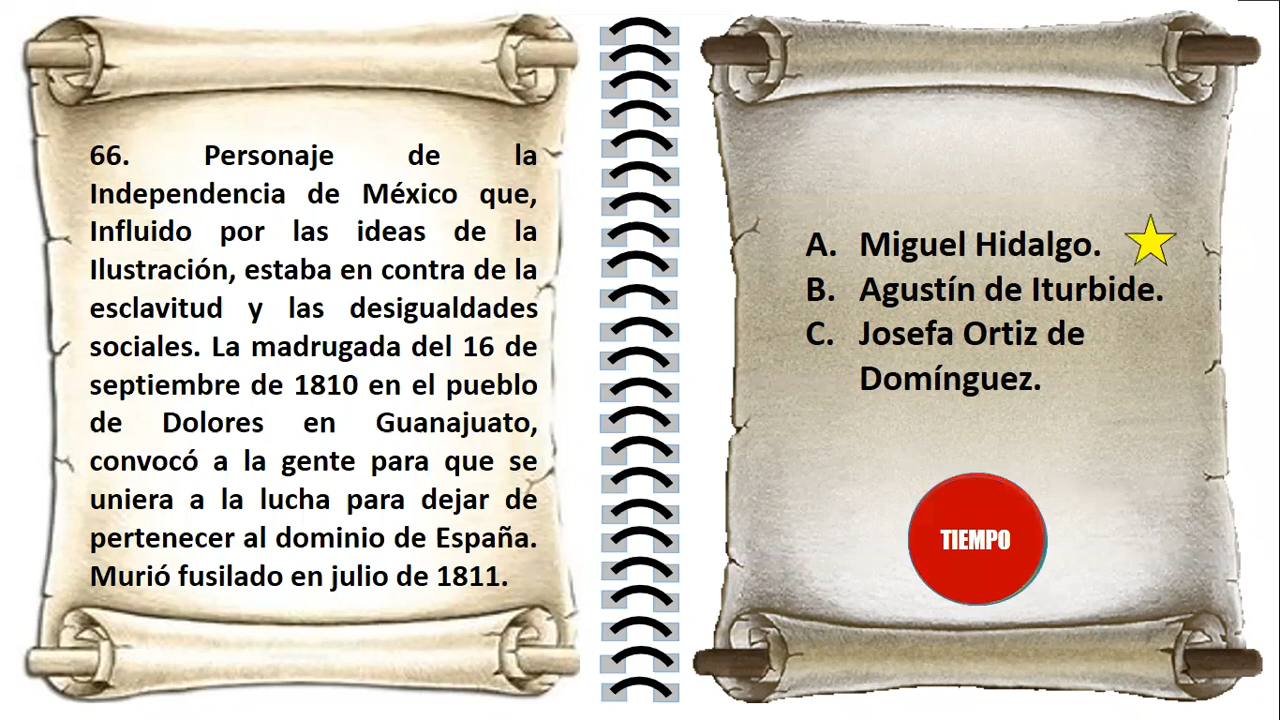 66. Personaje de la
Independencia de México que,
Influido por las ideas de la
Ilustración, estaba en contra de la
esclavitud y las desigualdades
sociales. La madrugada del 16 de
septiembre de 1810 en el pueblo
de Dolores en Guanajuato,
convocó a la gente para que se
uniera a la lucha para dejar de
pertenecer al dominio de España.
Murió fusilado en julio de 1811.
A. Miguel Hidalgo.
B. Agustín de Iturbide.
C. Josefa Ortiz de
Domínguez.
TIEMPO